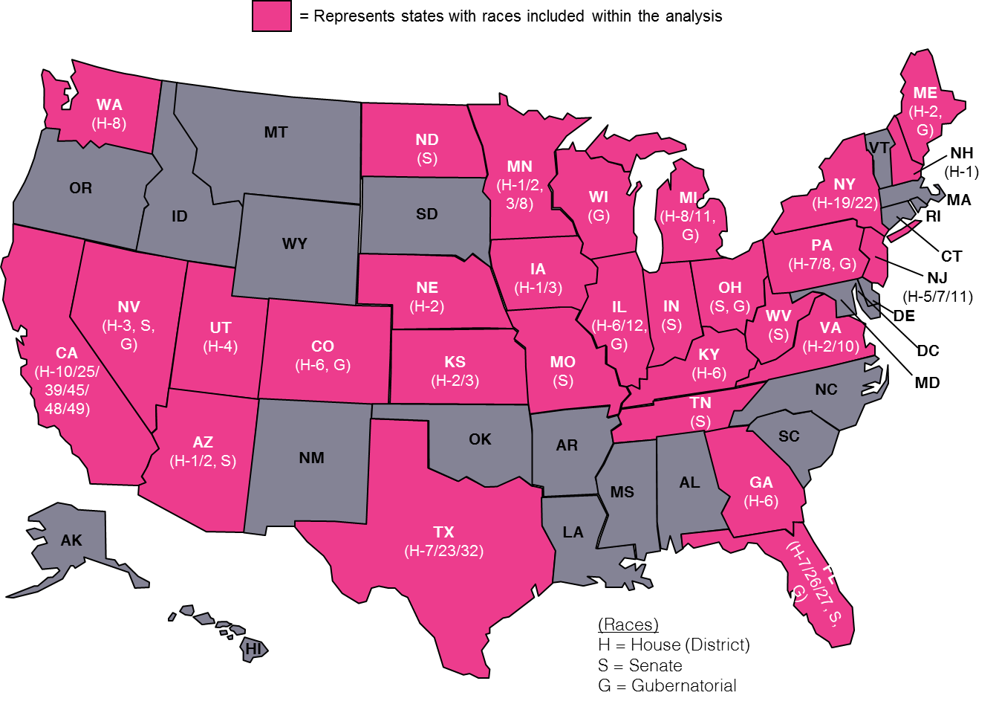 = Represents states with races included within the analysis
WA
(H-8)
MT
ND
(S)
MN
(H-1/2,
3/8)
ME
(H-2,
G)
VT
NH
(H-1)
OR
ID
WY
SD
WI
(G)
MI
(H-8/11,
G)
NY
(H-19/22)
MA
RI
CT
PA
(H-7/8, G)
NJ
(H-5/7/11)
NV
(H-3, S,
G)
UT
(H-4)
CO
(H-6, G)
NE
(H-2)
IA
(H-1/3)
IL
(H-6/12,
G)
IN
(S)
OH
(S, G)
WV
(S)
VA
(H-2/10)
DE
DC
MD
CA
(H-10/25/
39/45/
48/49)
KS
(H-2/3)
MO
(S)
KY
(H-6)
NC
TN
(S)
SC
AZ
(H-1/2, S)
NM
OK
AR
MS
AL
GA
(H-6)
TX
(H-7/23/32)
LA
FL
(H-7/26/27, S,
G)
AK
HI
(Races)
H = House (District)
S = Senate
G = Gubernatorial